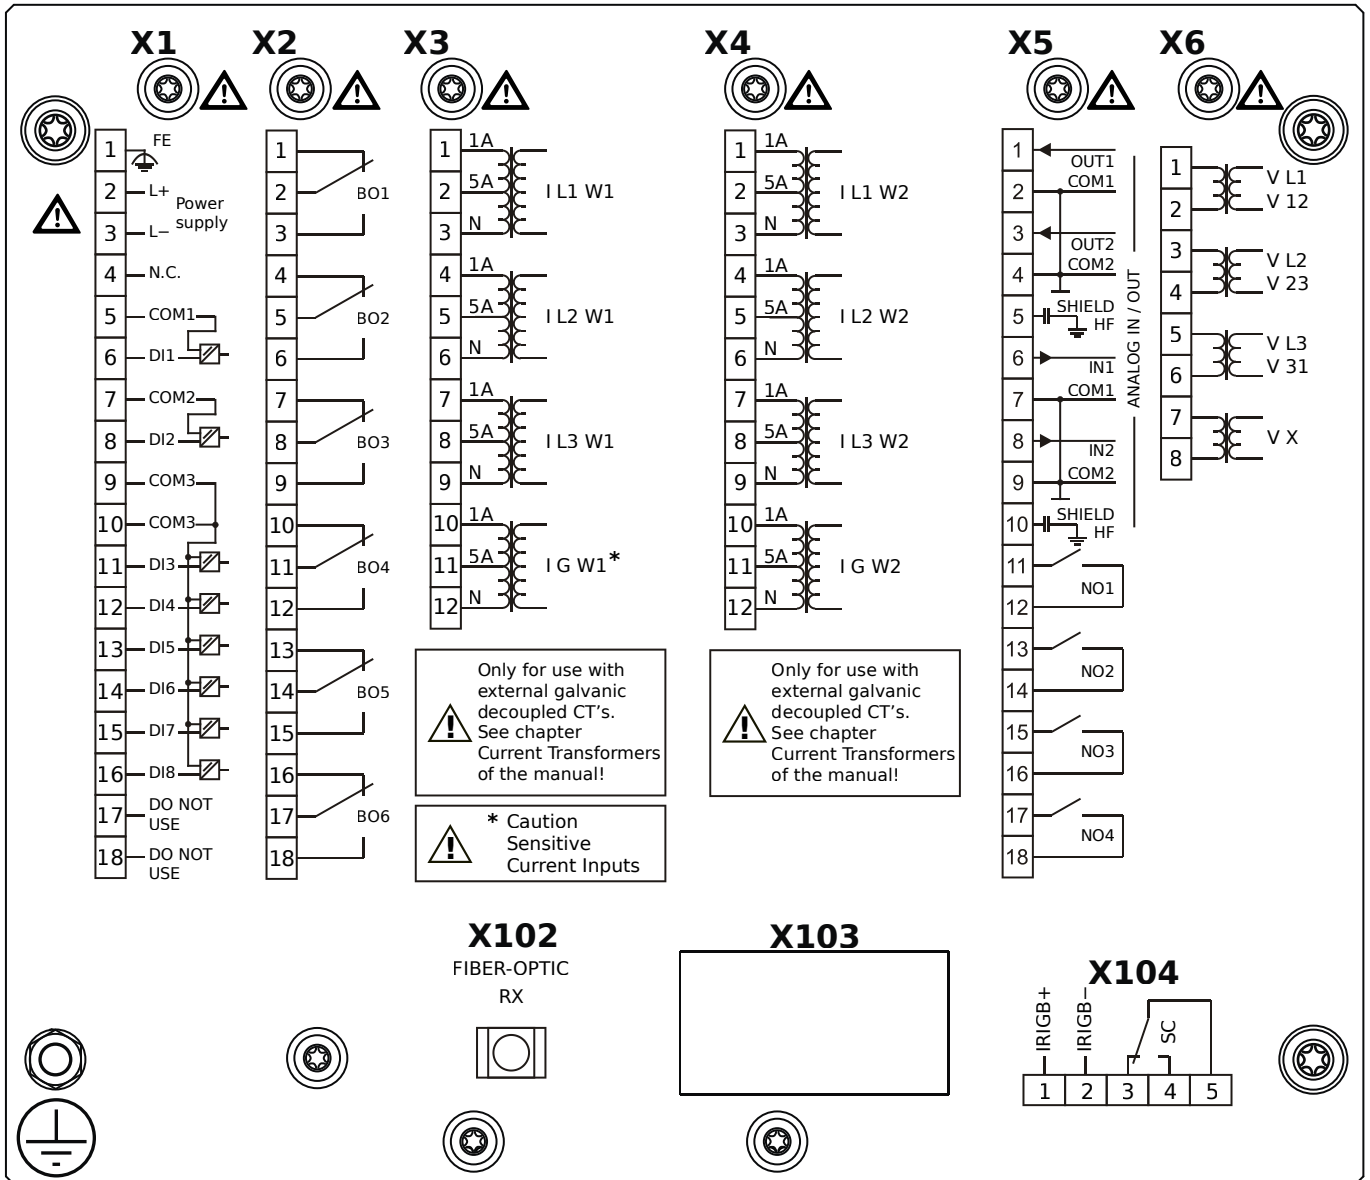 X1 X2 X3 X4 X5 X6
1 FE
2 L+
Power
supply
3 L−
4 N.C.
5 COM1
6 DI1
7 COM2
8 DI2
9 COM3
10 COM3
11 DI3
12 DI4
13 DI5
14 DI6
15 DI7
16 DI8
17 DO NOT
USE
18 DO NOT
USE
1
2 BO1
3
4
5 BO2
6
7
8 BO3
9
10
11 BO4
12
13
14 BO5
15
16
17 BO6
18
1 1A
2 5A I L1 W1
3 N
4 1A
5 5A I L2 W1
6 N
7 1A
8 5A I L3 W1
9 N
10 1A
11 5A I G W1*
12 N
Only for use with
external galvanic
decoupled CT's.
See chapter
Current Transformers
of the manual!
* Caution
Sensitive
Current Inputs
1 1A
2 5A I L1 W2
3 N
4 1A
5 5A I L2 W2
6 N
7 1A
8 5A I L3 W2
9 N
10 1A
11 5A I G W2
12 N
Only for use with
external galvanic
decoupled CT's.
See chapter
Current Transformers
of the manual!
1 OUT1
2 COM1
3 OUT2
4 COM2
5 SHIELD
HF
6 IN1
7 COM1
8 IN2
9 COM2
10 SHIELD
HF
ANALOG IN / OUT
11
NO1
12
13
NO2
14
15
NO3
16
17
NO4
18
1 V L1
2 V 12
3 V L2
4 V 23
5 V L3
6 V 31
7
V X
8
X102
FIBER-OPTIC
RX
X103
X104
IRIGB+
IRIGB−
SC
1 2 3 4 5